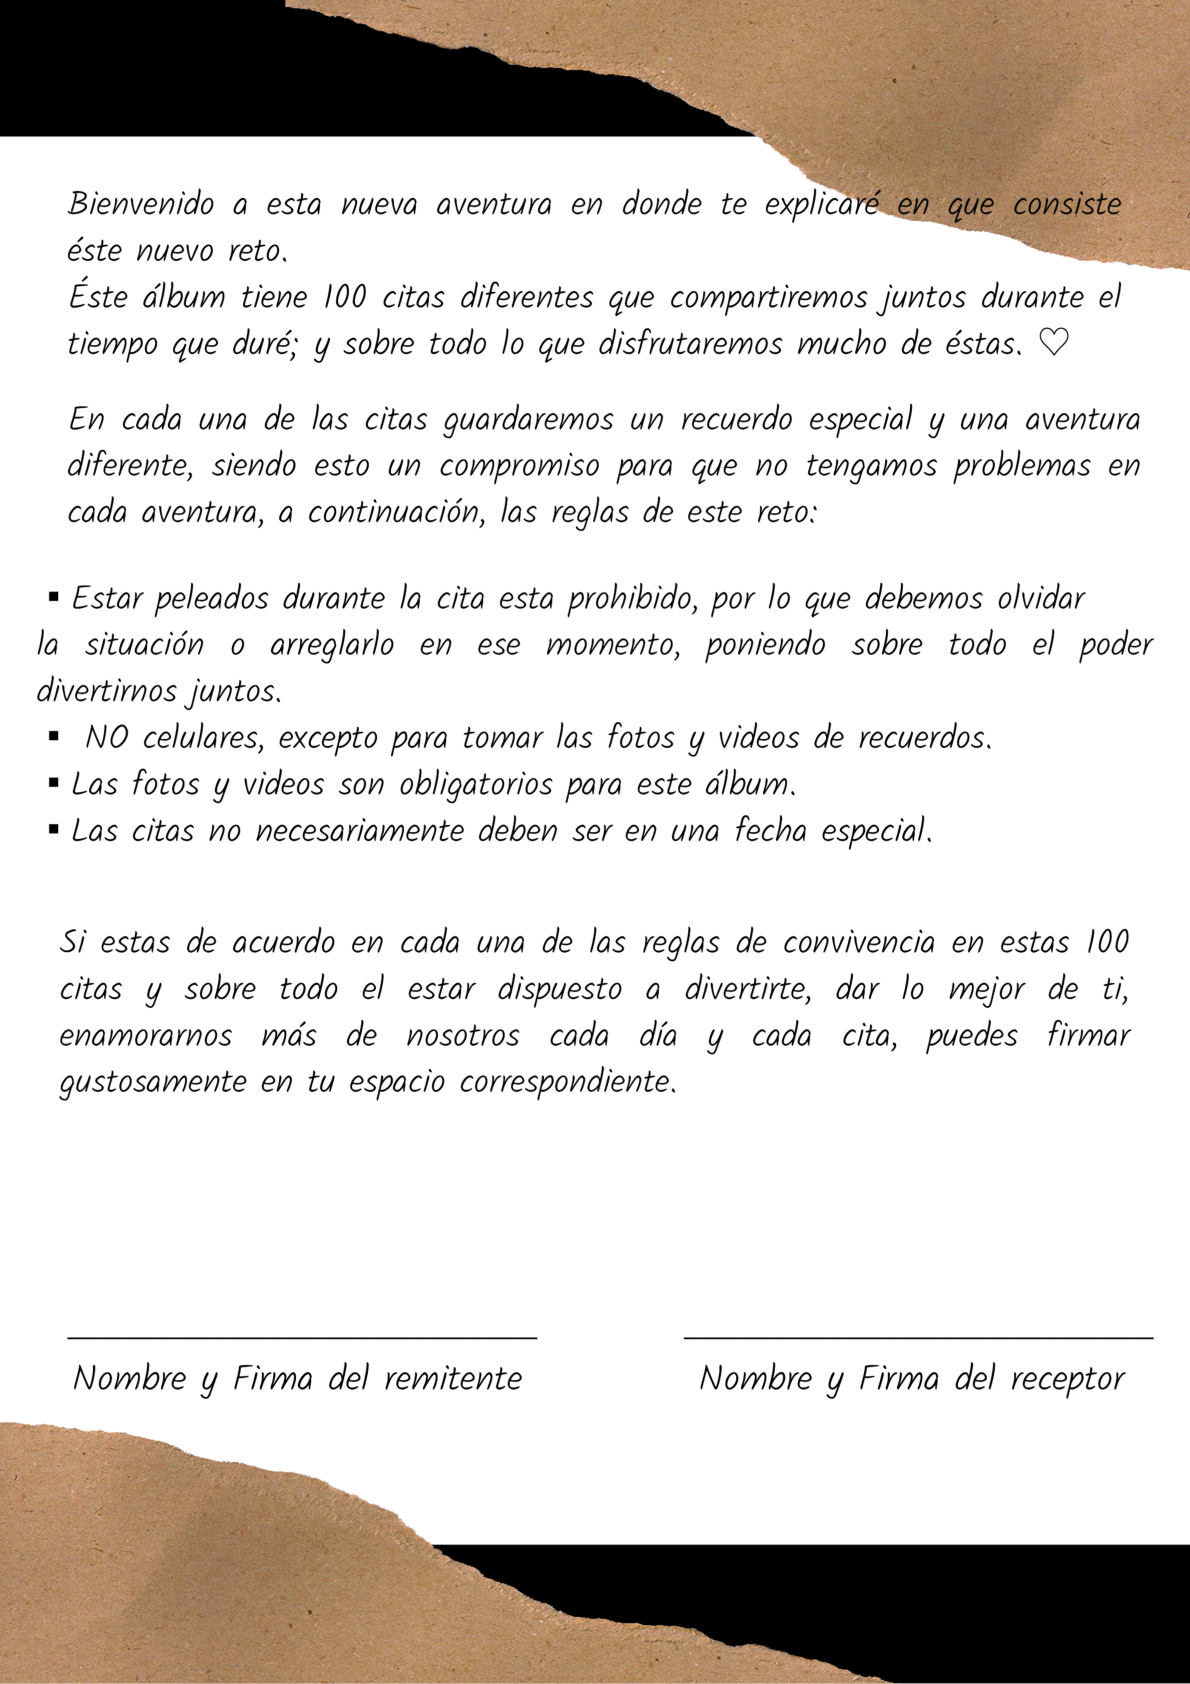 Bienvenido a esta nueva aventura en donde te explicaré en que consiste
éste nuevo reto.
Éste álbum tiene 100 citas diferentes que compartiremos juntos durante el
tiempo que duré; y sobre todo lo que disfrutaremos mucho de éstas. ♡
En cada una de las citas guardaremos un recuerdo especial y una aventura
diferente, siendo esto un compromiso para que no tengamos problemas en
cada aventura, a continuación, las reglas de este reto:
▪ Estar peleados durante la cita esta prohibido, por lo que debemos olvidar
la situación o arreglarlo en ese momento, poniendo sobre todo el poder
divertirnos juntos.
▪ NO celulares, excepto para tomar las fotos y videos de recuerdos.
▪ Las fotos y videos son obligatorios para este álbum.
▪ Las citas no necesariamente deben ser en una fecha especial.
Si estas de acuerdo en cada una de las reglas de convivencia en estas 100
citas y sobre todo el estar dispuesto a divertirte, dar lo mejor de ti,
enamorarnos más de nosotros cada día y cada cita, puedes firmar
gustosamente en tu espacio correspondiente.
Nombre y Firma del remitente
Nombre y Firma del receptor